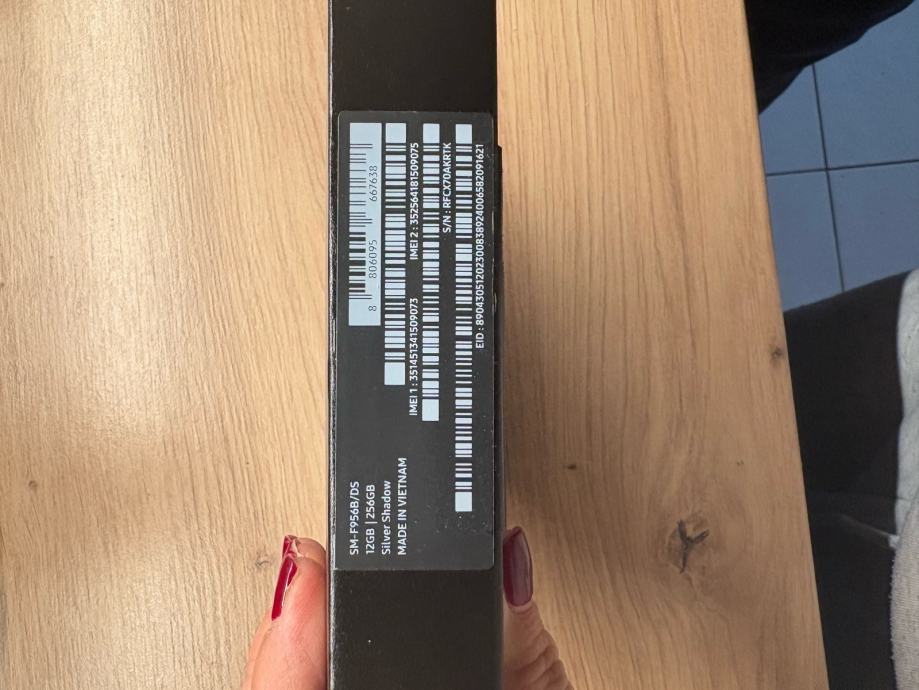 SM-F956B/DS
12GB | 256GB
Silver Shadow
MADE IN VIETNAM
8 806095 667638
IMEI 1 : 351451341509073
IMEI 2 : 352564181509075
S/N : RFCX70AKRTK
EID : 89043051202300838924006582091621